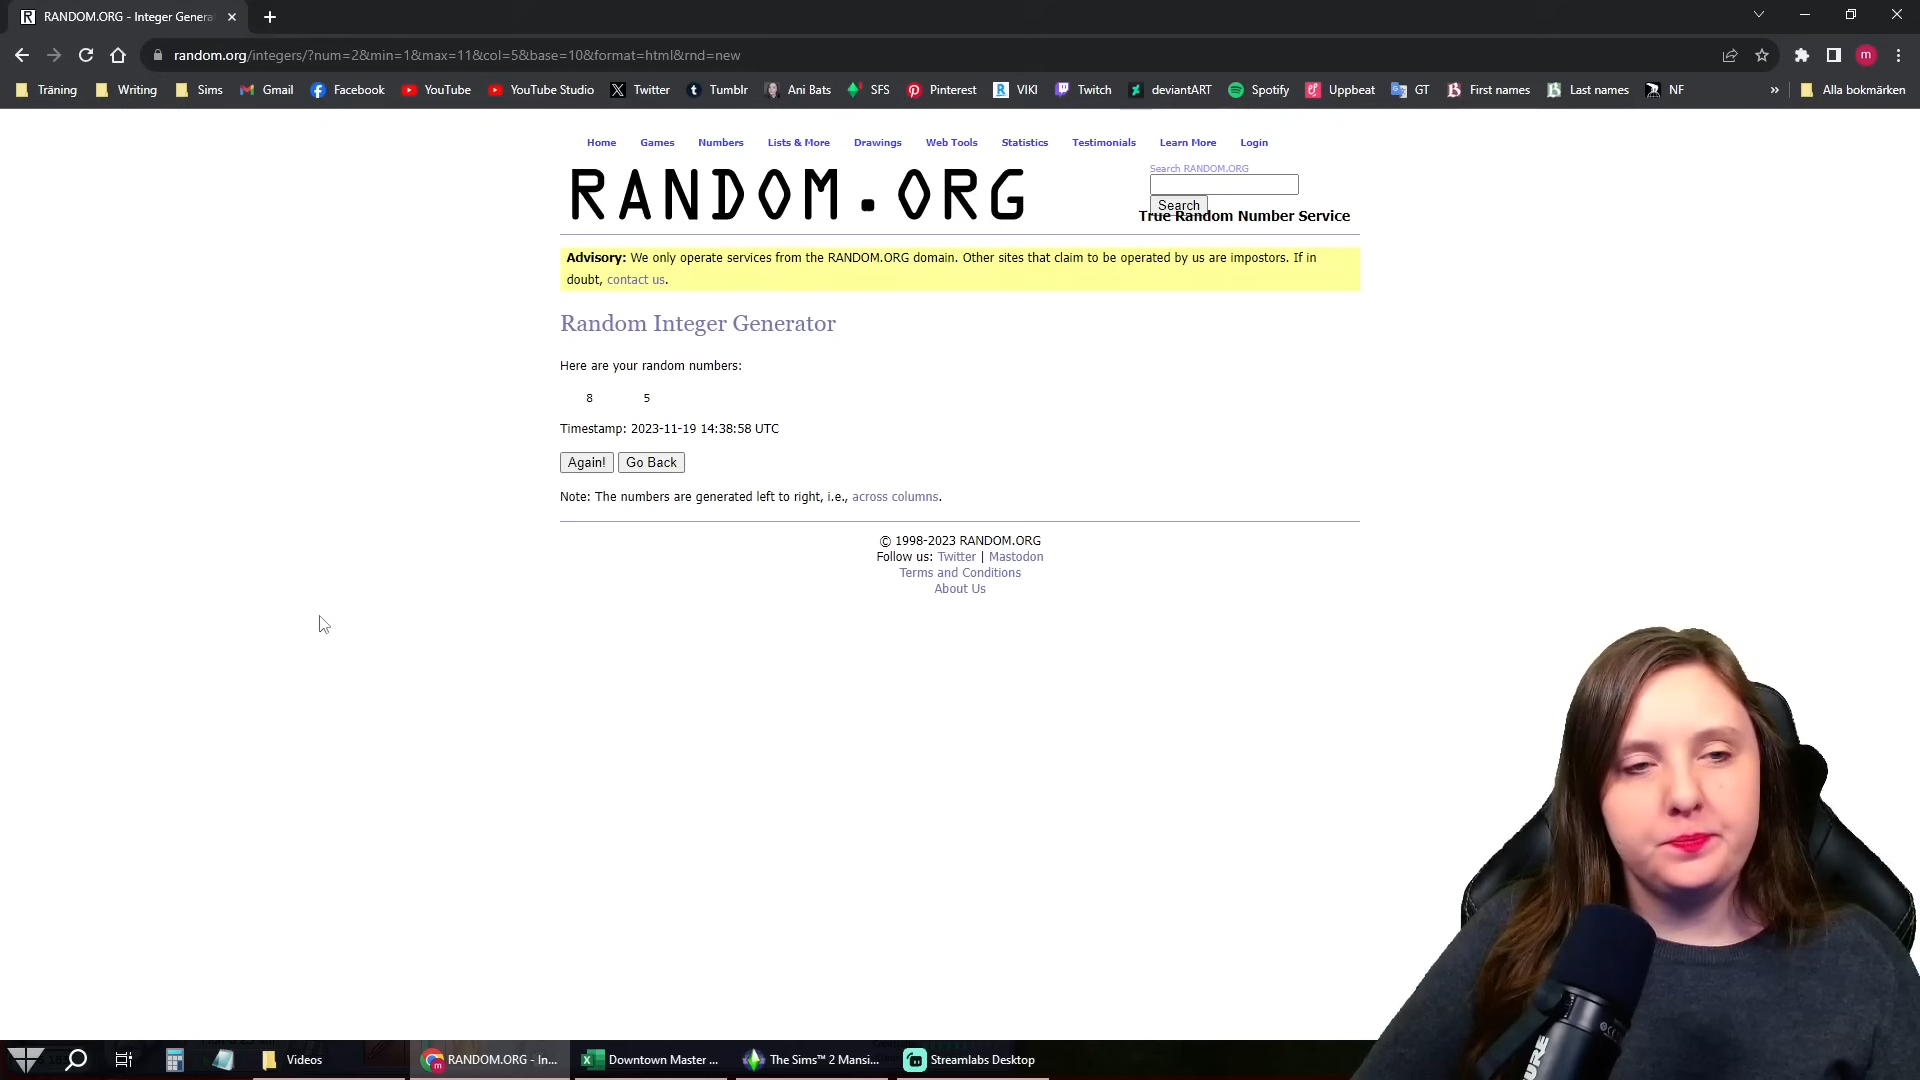 RANDOM.ORG - Integer Genera
random.org/integers/?num=2&min=1&max=11&col=5&base=10&format=html&rnd=new
m
Träning Writing Sims Gmail Facebook YouTube YouTube Studio Twitter Tumblr Ani Bats SFS Pinterest VIKI Twitch deviantART Spotify Uppbeat GT First names Last names NF » Alla bokmärken
Home Games Numbers Lists & More Drawings Web Tools Statistics Testimonials Learn More Login
Search RANDOM.ORG
RANDOM.ORG
Search
True Random Number Service
Advisory: We only operate services from the RANDOM.ORG domain. Other sites that claim to be operated by us are impostors. If in
doubt, contact us.
Random Integer Generator
Here are your random numbers:
8 5
Timestamp: 2023-11-19 14:38:58 UTC
Again! Go Back
Note: The numbers are generated left to right, i.e., across columns.
© 1998-2023 RANDOM.ORG
Follow us: Twitter | Mastodon
Terms and Conditions
About Us
Videos RANDOM.ORG - In... Downtown Master ... The Sims™ 2 Mansi... Streamlabs Desktop